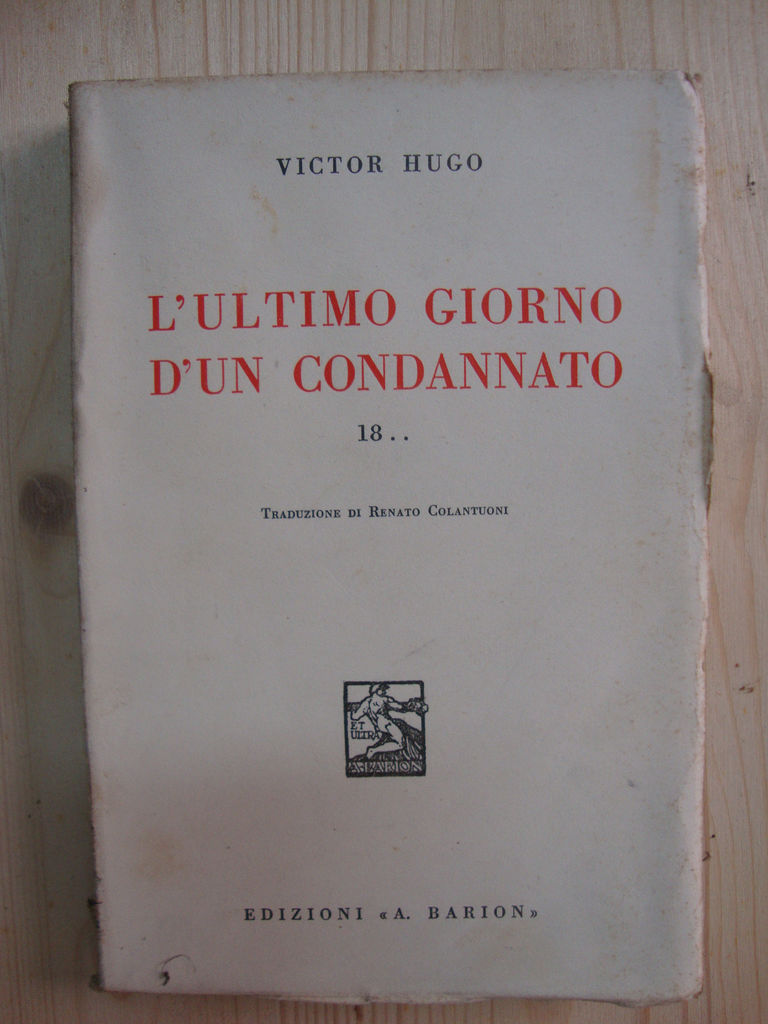 VICTOR HUGO
L'ULTIMO GIORNO
D'UN CONDANNATO
18..
TRADUZIONE DI RENATO COLANTUONI
ET
ULTRA
A. BARION
EDIZIONI «A. BARION»